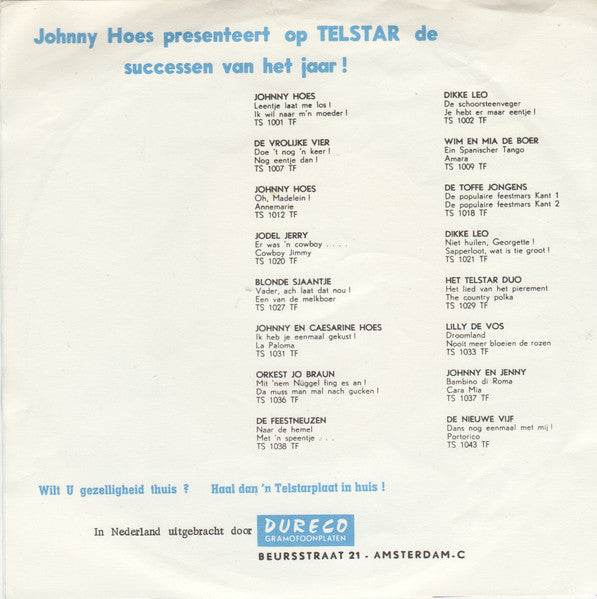 Johnny Hoes presenteert op TELSTAR de
successen van het jaar !
JOHNNY HOES
Leentje laat me los !
Ik wil naar m'n moeder !
TS 1001 TF
DE VROLIJKE VIER
Doe 't nog 'n keer !
Nog eentje dan !
TS 1007 TF
JOHNNY HOES
Oh, Madelein !
Annemarie
TS 1012 TF
JODEL JERRY
Er was 'n cowboy . . . .
Cowboy Jimmy
TS 1020 TF
BLONDE SJAANTJE
Vader, ach laat dat nou !
Een van de melkboer
TS 1027 TF
JOHNNY EN CAESARINE HOES
Ik heb je eenmaal gekust !
La Paloma
TS 1031 TF
ORKEST JO BRAUN
Mit 'nem Nüggel fing es an !
Da muss man mal nach gucken !
TS 1036 TF
DE FEESTNEUZEN
Naar de hemel
Met 'n speentje . . .
TS 1038 TF
DIKKE LEO
De schoorsteenveger
Je hebt er maar eentje !
TS 1002 TF
WIM EN MIA DE BOER
Ein Spanischer Tango
Amara
TS 1009 TF
DE TOFFE JONGENS
De populaire feestmars Kant 1
De populaire feestmars Kant 2
TS 1018 TF
DIKKE LEO
Niet huilen, Georgette !
Sapperloot, wat is tie groot !
TS 1021 TF
HET TELSTAR DUO
Het lied van het pierement
The country polka
TS 1029 TF
LILLY DE VOS
Droomland
Nooit meer bloeien de rozen
TS 1033 TF
JOHNNY EN JENNY
Bambino di Roma
Cara Mia
TS 1037 TF
DE NIEUWE VIJF
Dans nog eenmaal met mij !
Portorico
TS 1043 TF
Wilt U gezelligheid thuis ? Haal dan 'n Telstarplaat in huis !
In Nederland uitgebracht door
DURECO
GRAMOFOONPLATEN
BEURSSTRAAT 21 - AMSTERDAM-C